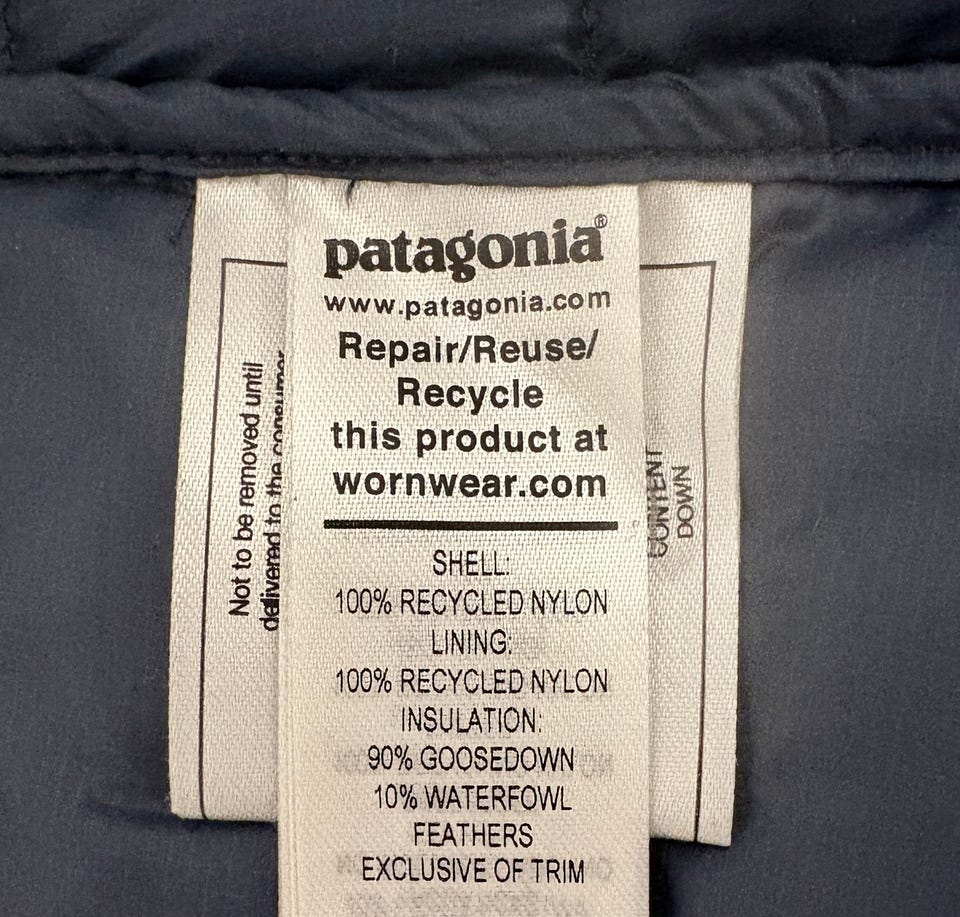 patagonia®
www.patagonia.com
Repair/Reuse/
Recycle
this product at
wornwear.com
SHELL:
100% RECYCLED NYLON
LINING:
100% RECYCLED NYLON
INSULATION:
90% GOOSEDOWN
10% WATERFOWL
FEATHERS
EXCLUSIVE OF TRIM
Not to be removed until
delivered to the consumer
CONTENT
DOWN